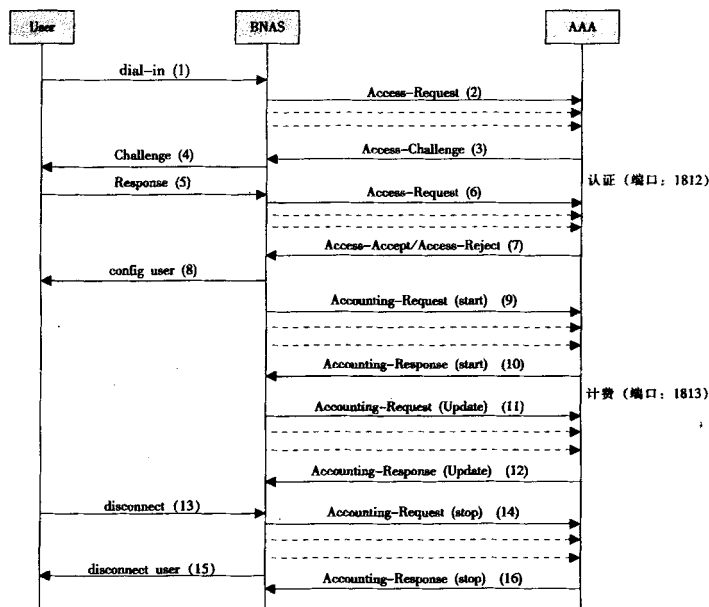 User
BNAS
AAA
dial-in (1)
Access-Request (2)
Access-Challenge (3)
Challenge (4)
认证（端口：1812）
Response (5)
Access-Request (6)
Access-Accept/Access-Reject (7)
config user (8)
Accounting-Request (start) (9)
Accounting-Response (start) (10)
计费（端口：1813）
Accounting-Request (Update) (11)
Accounting-Response (Update) (12)
disconnect (13)
Accounting-Request (stop) (14)
disconnect user (15)
Accounting-Response (stop) (16)